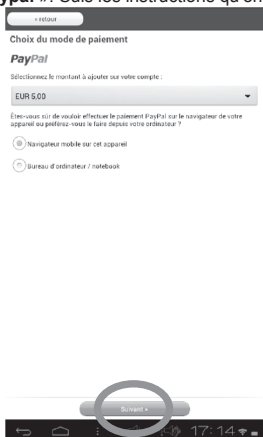 ypal ». Suis les instructions qu'on
« retour
Choix du mode de paiement
PayPal
Sélectionnez le montant à ajouter sur votre compte :
EUR 5,00
Êtes-vous sûr de vouloir effectuer le paiement PayPal sur le navigateur de votre
appareil ou préférez-vous le faire depuis votre ordinateur ?
Navigateur mobile sur cet appareil
Bureau d'ordinateur / notebook
Suivant »
17:14